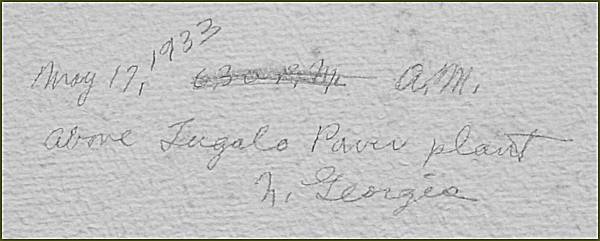 May 17, 1933 A.M.
above Tugalo Power plant
N. Georgia